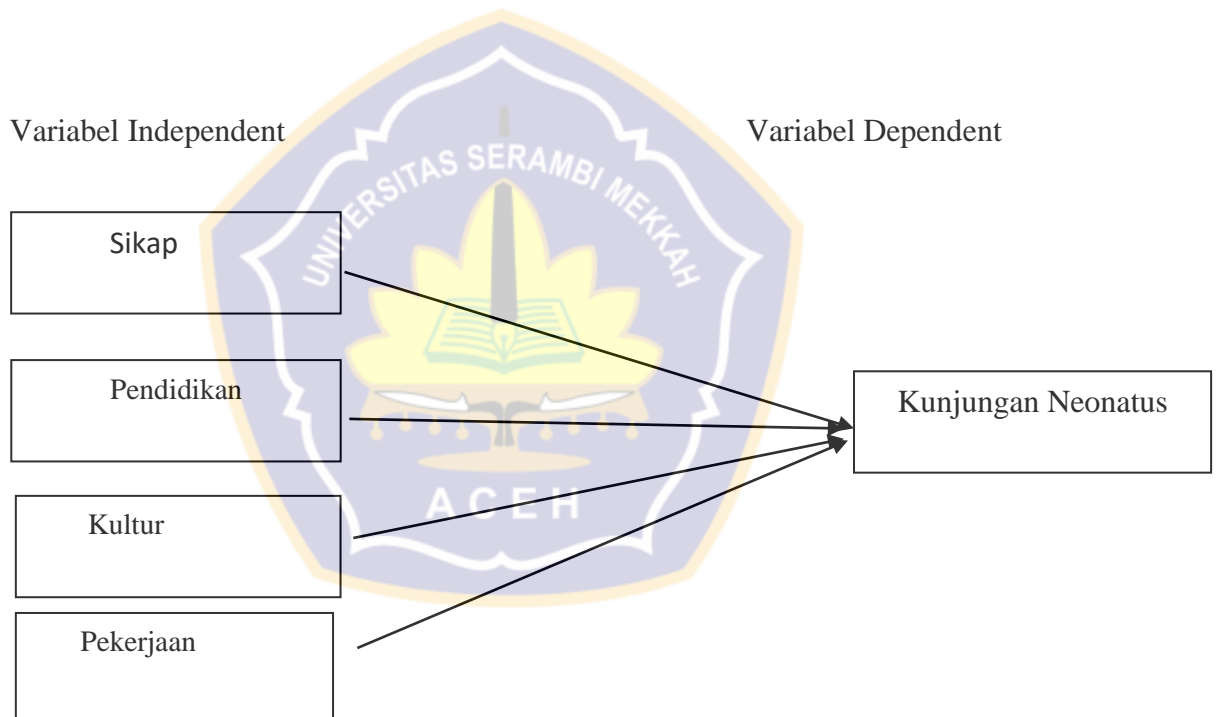 Variabel Independent
Variabel Dependent
UNIVERSITAS SERAMBI MEKKAH
Sikap
Pendidikan
Kunjungan Neonatus
ACEH
Kultur
Pekerjaan